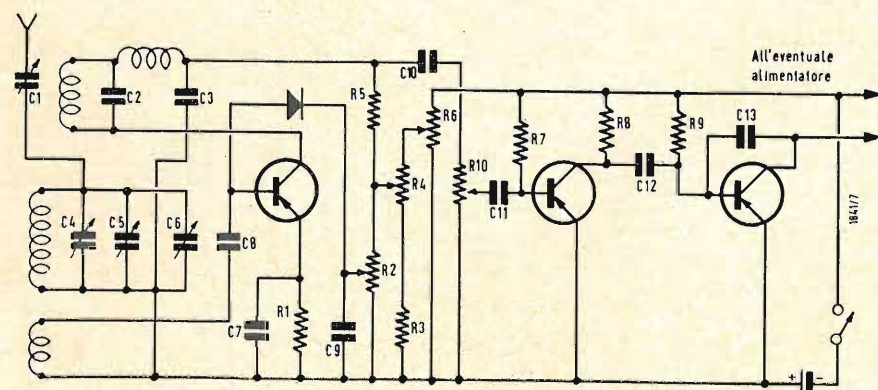 All'eventuale
alimentatore
C1
C2
C3
C10
R5
R6
R7
R8
R9
C13
R4
R10
C11
C12
C4
C5
C6
C8
R2
1841/7
C7
R1
C9
R3
+ -